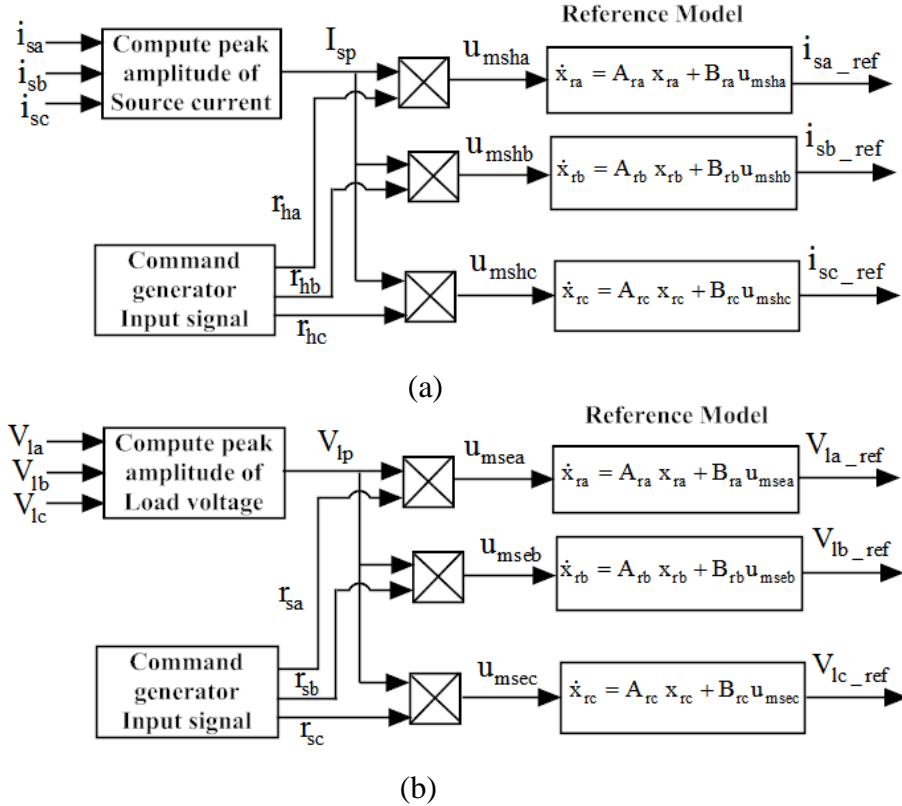 Reference Model
i_sa
i_sb
i_sc
Compute peak
amplitude of
Source current
I_sp
u_msha
ẋ_ra = A_ra x_ra + B_ra u_msha
i_sa_ref
u_mshb
ẋ_rb = A_rb x_rb + B_rb u_mshb
i_sb_ref
r_ha
Command
generator
Input signal
r_hb
r_hc
u_mshc
ẋ_rc = A_rc x_rc + B_rc u_mshc
i_sc_ref
(a)
Reference Model
V_la
V_lb
V_lc
Compute peak
amplitude of
Load voltage
V_lp
u_msea
ẋ_ra = A_ra x_ra + B_ra u_msea
V_la_ref
u_mseb
ẋ_rb = A_rb x_rb + B_rb u_mseb
V_lb_ref
r_sa
Command
generator
Input signal
r_sb
r_sc
u_msec
ẋ_rc = A_rc x_rc + B_rc u_msec
V_lc_ref
(b)